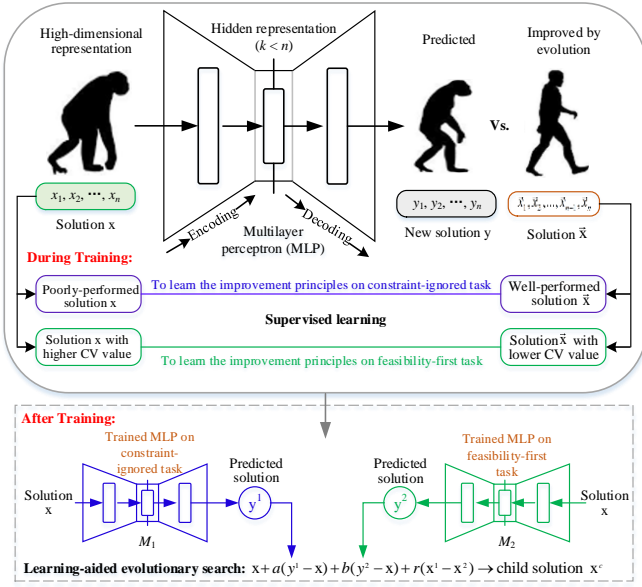 High-dimensional
representation
Hidden representation
(k < n)
Predicted
Improved by
evolution
Vs.
x₁, x₂, ···, xₙ
Solution x
Encoding
Decoding
Multilayer
perceptron (MLP)
y₁, y₂, ···, yₙ
New solution y
Solution x⃗
During Training:
Poorly-performed
solution x
To learn the improvement principles on constraint-ignored task
Well-performed
solution x⃗
Supervised learning
Solution x with
higher CV value
To learn the improvement principles on feasibility-first task
Solution x⃗ with
lower CV value
After Training:
Trained MLP on
constraint-
ignored task
Predicted
solution
Solution
x
y¹
M₁
Predicted
solution
Trained MLP on
feasibility-first
task
y²
Solution
x
M₂
Learning-aided evolutionary search: x + a(y¹ − x) + b(y² − x) + r(x¹ − x²) → child solution xᶜ